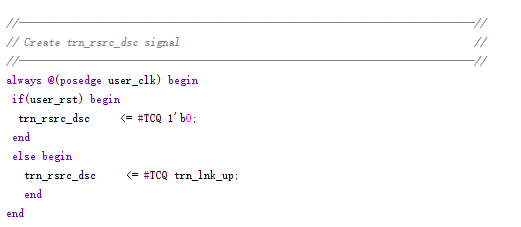 //----------------------------------------------------------------------------//
// Create trn_rsrc_dsc signal                                                 //
//----------------------------------------------------------------------------//
always @(posedge user_clk) begin
 if(user_rst) begin
  trn_rsrc_dsc     <= #TCQ 1'b0;
 end
 else begin
   trn_rsrc_dsc     <= #TCQ trn_lnk_up;
   end
end